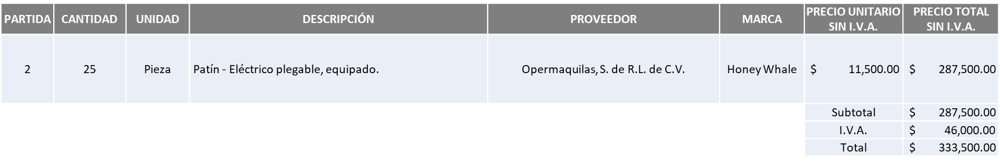 PARTIDA CANTIDAD UNIDAD DESCRIPCIÓN PROVEEDOR MARCA PRECIO UNITARIO SIN I.V.A. PRECIO TOTAL SIN I.V.A.
2 25 Pieza Patín - Eléctrico plegable, equipado. Opermaquilas, S. de R.L. de C.V. Honey Whale $ 11,500.00 $ 287,500.00
Subtotal $ 287,500.00
I.V.A. $ 46,000.00
Total $ 333,500.00